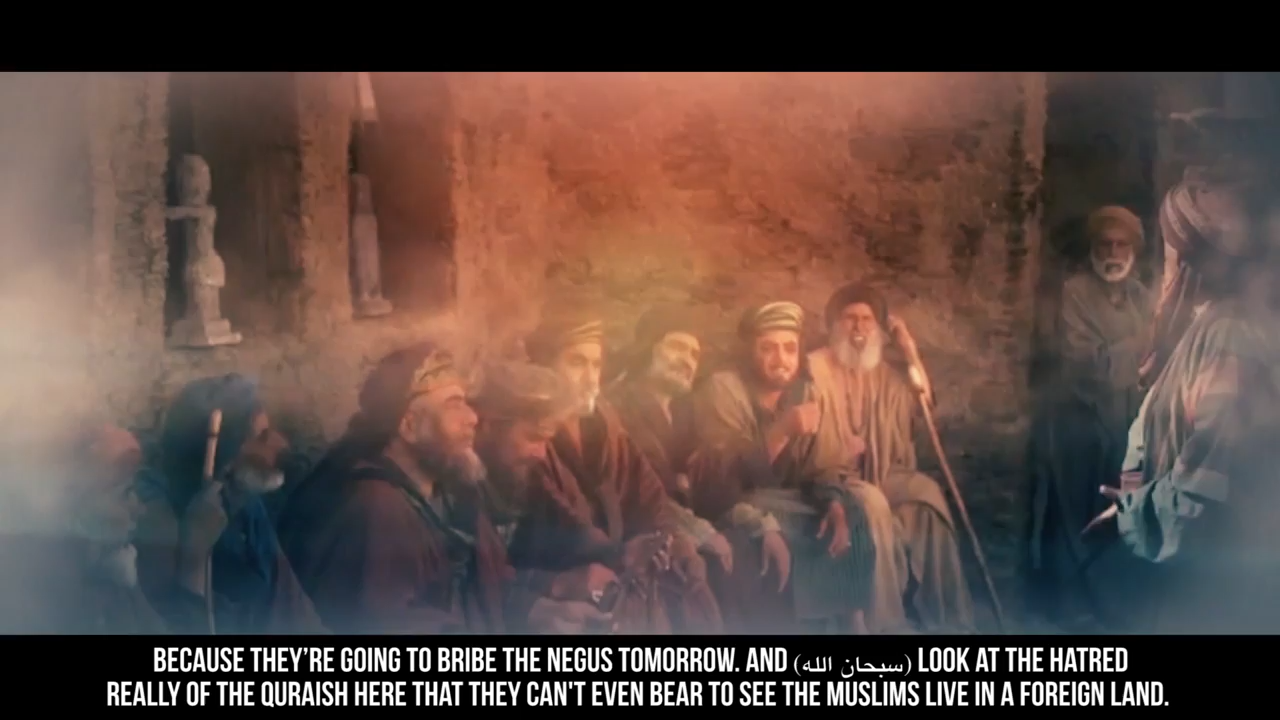 BECAUSE THEY’RE GOING TO BRIBE THE NEGUS TOMORROW. AND (سبحان الله) LOOK AT THE HATRED
REALLY OF THE QURAISH HERE THAT THEY CAN'T EVEN BEAR TO SEE THE MUSLIMS LIVE IN A FOREIGN LAND.